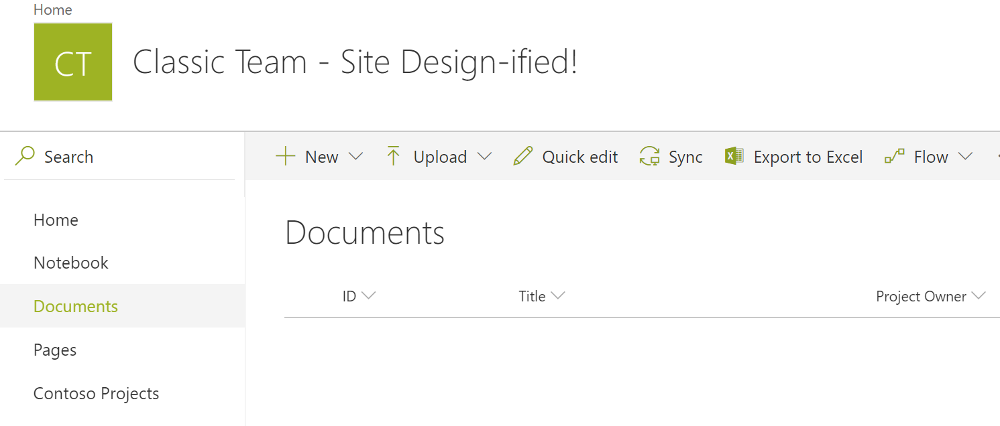 Home
CT
Classic Team - Site Design-ified!
Search
New Upload Quick edit Sync Export to Excel Flow
Home
Notebook
Documents
Pages
Contoso Projects
Documents
ID Title Project Owner